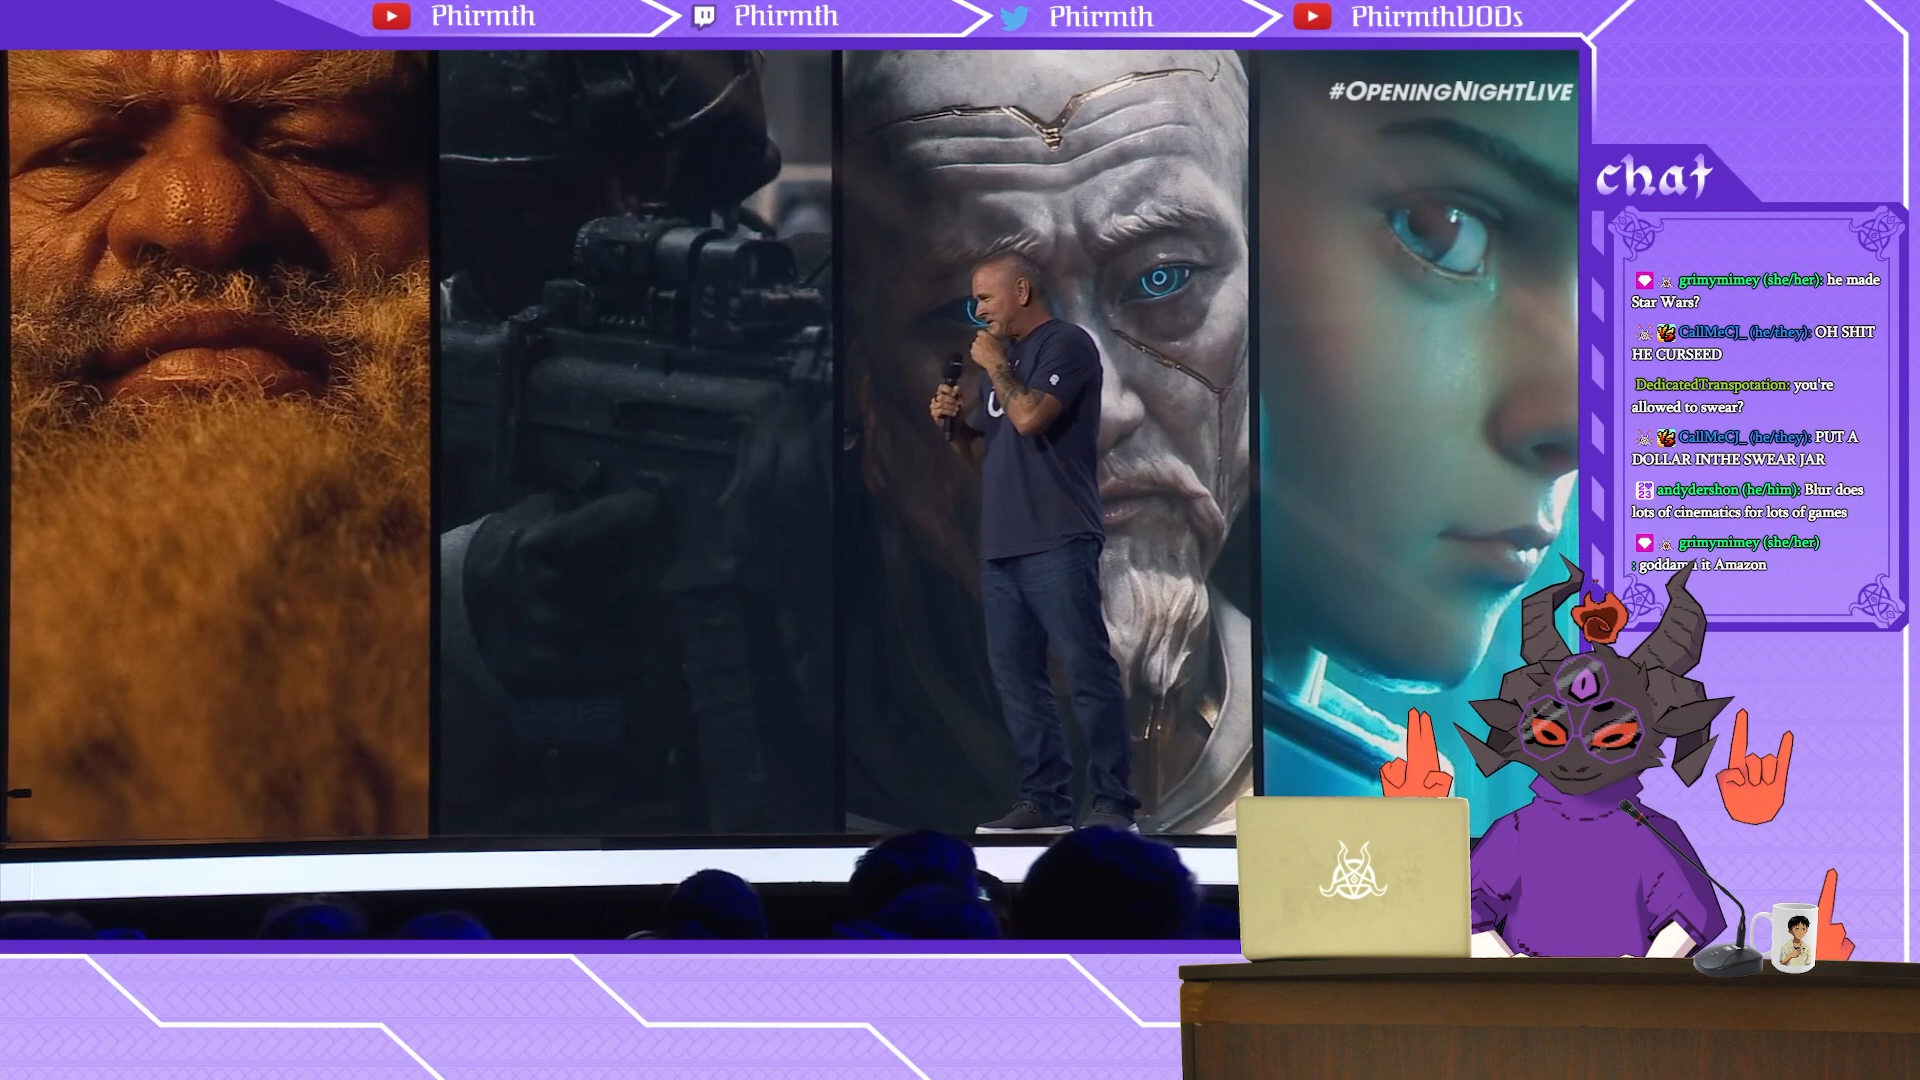 Phirmth
Phirmth
Phirmth
PhirmthVODs
#OPENINGNIGHTLIVE
chat
grimymimey (she/her): he made
Star Wars?
CallMeCJ_ (he/they): OH SHIT
HE CURSEED
DedicatedTranspotation: you're
allowed to swear?
CallMeCJ_ (he/they): PUT A
DOLLAR INTHE SWEAR JAR
andydershon (he/him): Blur does
lots of cinematics for lots of games
grimymimey (she/her)
: goddamn it Amazon